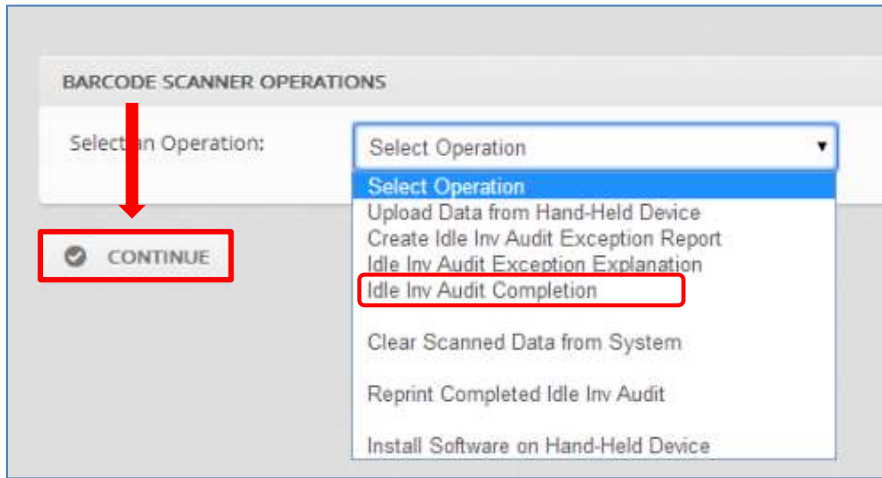 BARCODE SCANNER OPERATIONS
Select an Operation:
Select Operation
Select Operation
Upload Data from Hand-Held Device
Create Idle Inv Audit Exception Report
Idle Inv Audit Exception Explanation
Idle Inv Audit Completion
Clear Scanned Data from System
Reprint Completed Idle Inv Audit
Install Software on Hand-Held Device
CONTINUE